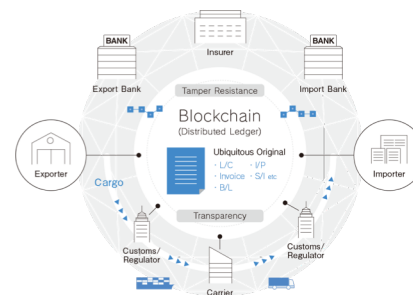 BANK
BANK
Insurer
Export Bank
Import Bank
Tamper Resistance
Blockchain
(Distributed Ledger)
Ubiquitous Original
・L/C ・I/P
・Invoice ・S/I etc.
・B/L
Exporter
Importer
Cargo
Transparency
Customs/
Regulator
Customs/
Regulator
Carrier